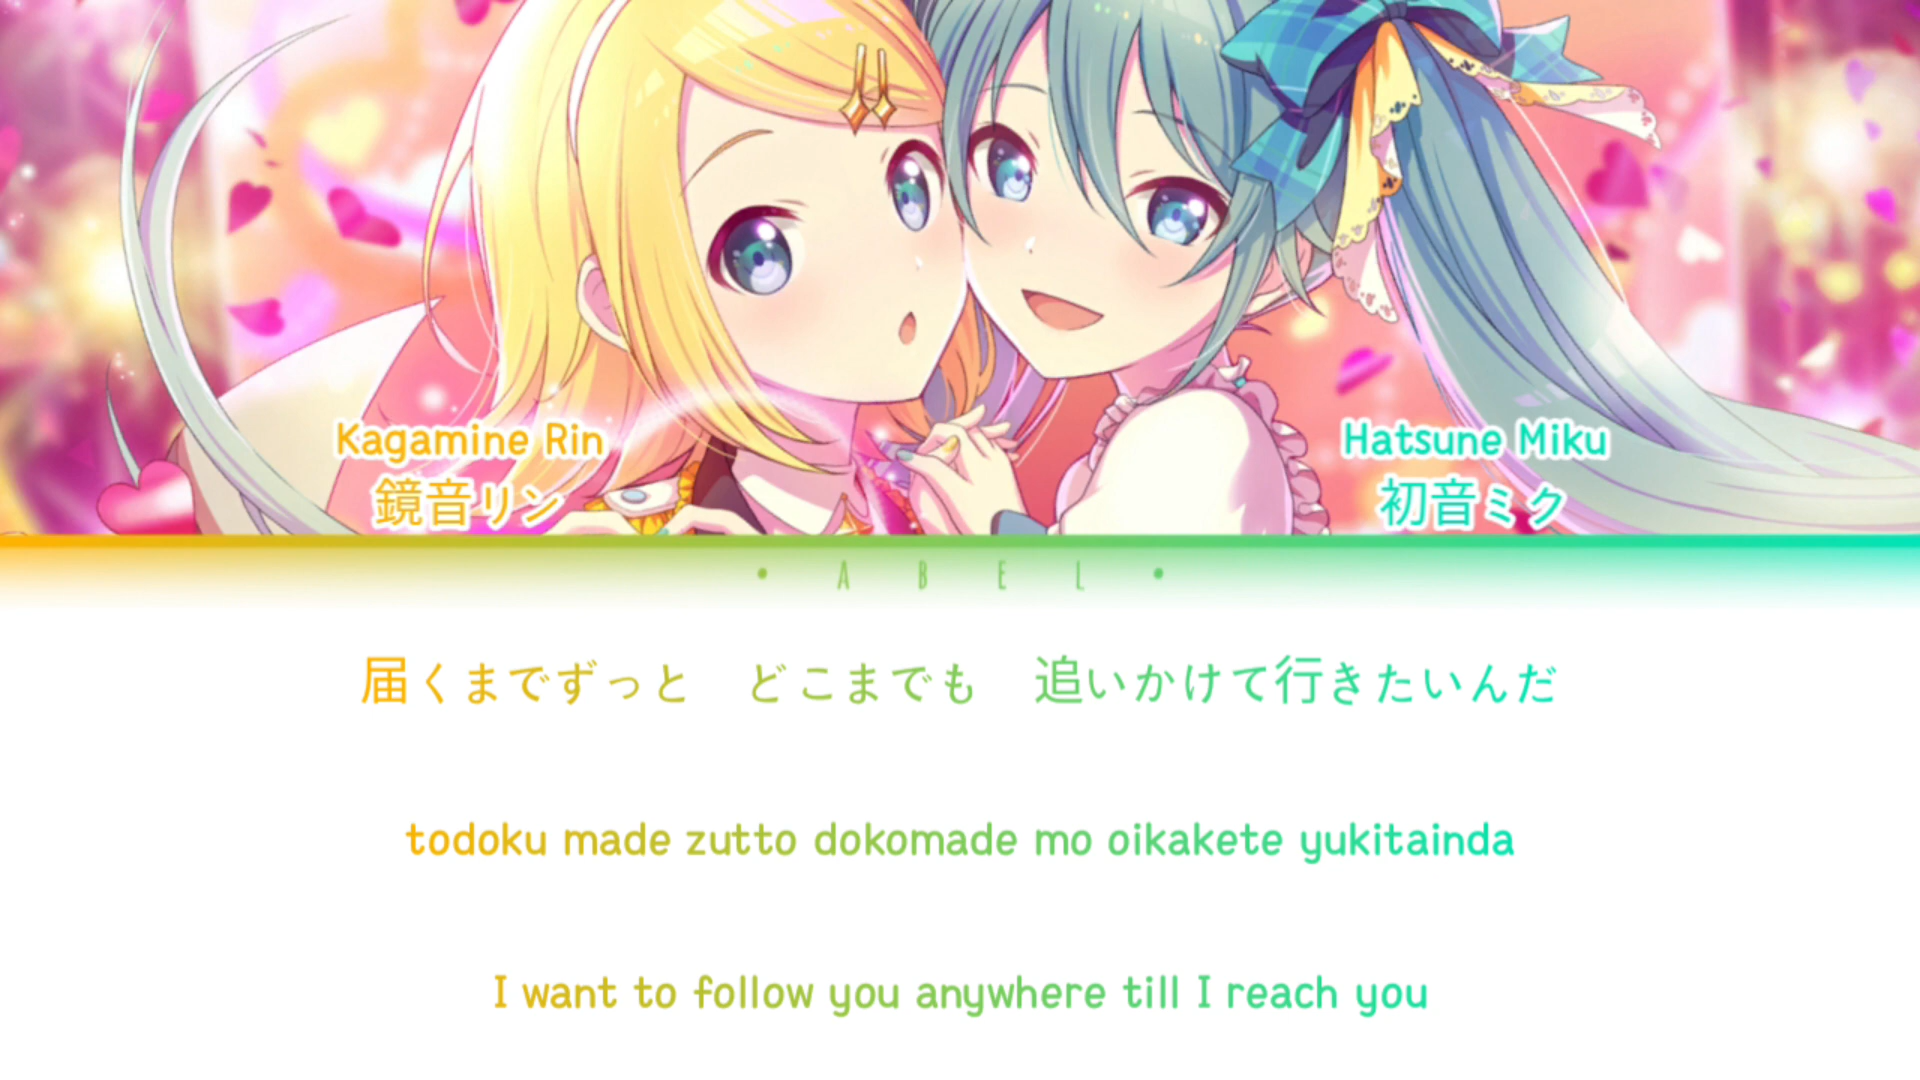 Kagamine Rin
鏡音リン
Hatsune Miku
初音ミク
• A B E L •
届くまでずっと　どこまでも　追いかけて行きたいんだ
todoku made zutto dokomade mo oikakete yukitainda
I want to follow you anywhere till I reach you